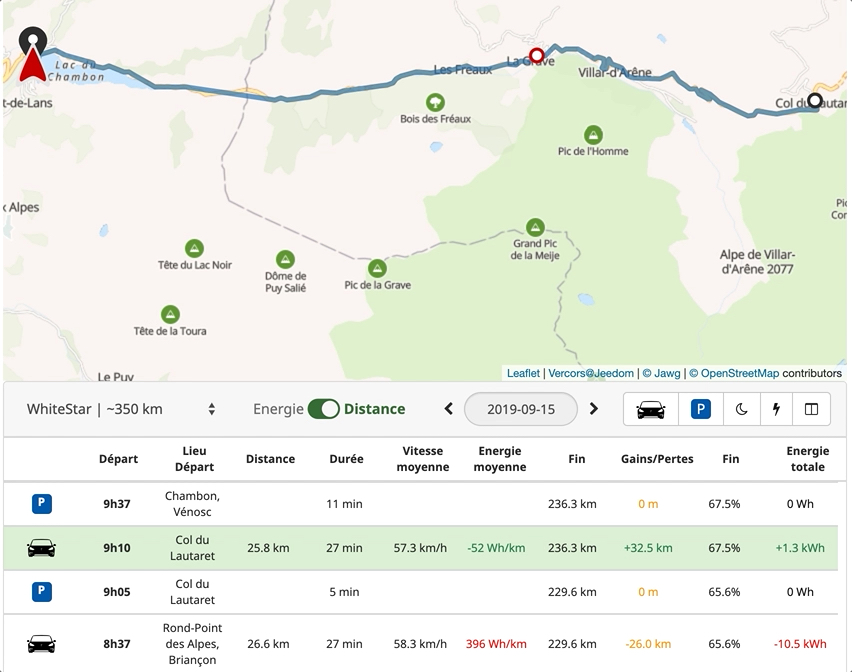 Lac du
Chambon
t-de-Lans
Les Fréaux
La Grave
Villar-d'Arêne
Bois des Fréaux
Pic de l'Homme
x Alpes
Tête du Lac Noir
Dôme de
Puy Salié
Pic de la Grave
Grand Pic
de la Meije
Alpe de Villar-
d'Arêne 2077
Tête de la Toura
Le Puy
Leaflet | Vercors@Jeedom | © Jawg | © OpenStreetMap contributors
WhiteStar | ~350 km
Energie Distance
2019-09-15
P
Départ Lieu Départ Distance Durée Vitesse moyenne Energie moyenne Fin Gains/Pertes Fin Energie totale
P 9h37 Chambon, Vénosc 11 min 236.3 km 0 m 67.5% 0 Wh
9h10 Col du Lautaret 25.8 km 27 min 57.3 km/h -52 Wh/km 236.3 km +32.5 km 67.5% +1.3 kWh
P 9h05 Col du Lautaret 5 min 229.6 km 0 m 65.6% 0 Wh
8h37 Rond-Point des Alpes, Briançon 26.6 km 27 min 58.3 km/h 396 Wh/km 229.6 km -26.0 km 65.6% -10.5 kWh